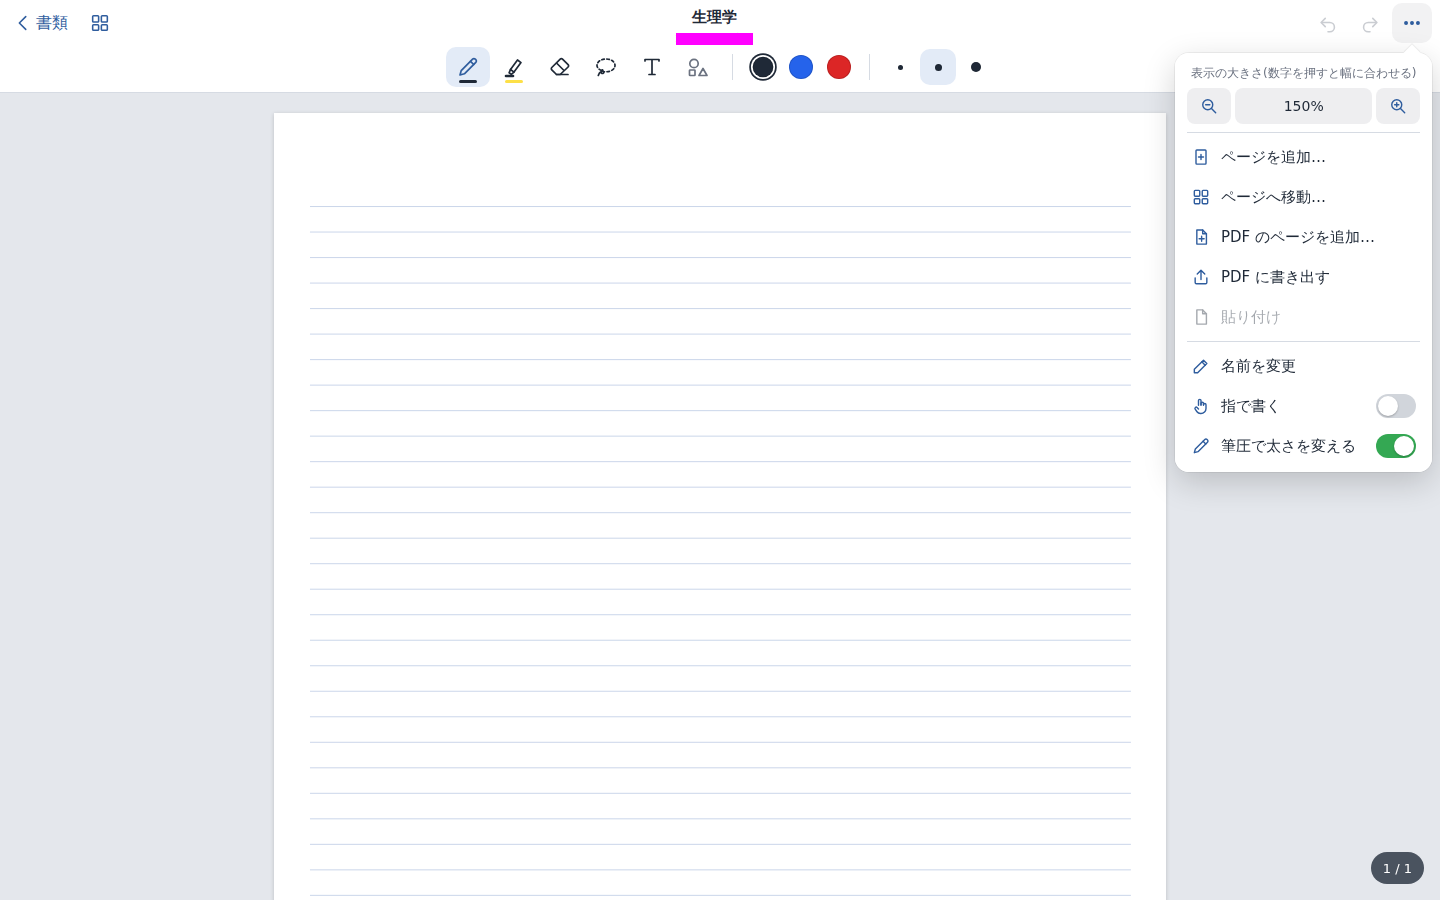 書類
生理学
表示の大きさ(数字を押すと幅に合わせる)
150%
ページを追加…
ページへ移動…
PDF のページを追加…
PDF に書き出す
貼り付け
名前を変更
指で書く
筆圧で太さを変える
1 / 1